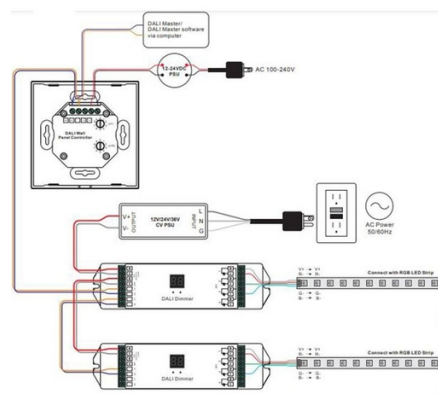 DALI Master/
DALI Master software
via computer
12-24VDC
PSU
AC 100-240V
DALI Wall
Panel Controller
V+
V-
OUTPUT
12V/24V/36V
CV PSU
INPUT
L
N
G
AC Power
50/60Hz
DALI Dimmer
Connect with RGB LED Strip
DALI Dimmer
Connect with RGB LED Strip